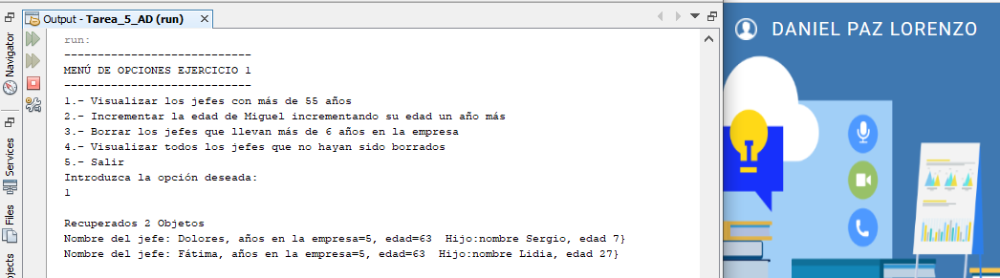 Output - Tarea_5_AD (run)
DANIEL PAZ LORENZO
Navigator
Services
Files
run:
----------------------------
MENÚ DE OPCIONES EJERCICIO 1
----------------------------
1.- Visualizar los jefes con más de 55 años
2.- Incrementar la edad de Miguel incrementando su edad un año más
3.- Borrar los jefes que llevan más de 6 años en la empresa
4.- Visualizar todos los jefes que no hayan sido borrados
5.- Salir
Introduzca la opción deseada:
1
Recuperados 2 Objetos
Nombre del jefe: Dolores, años en la empresa=5, edad=63  Hijo:nombre Sergio, edad 7}
Nombre del jefe: Fátima, años en la empresa=5, edad=63  Hijo:nombre Lidia, edad 27}